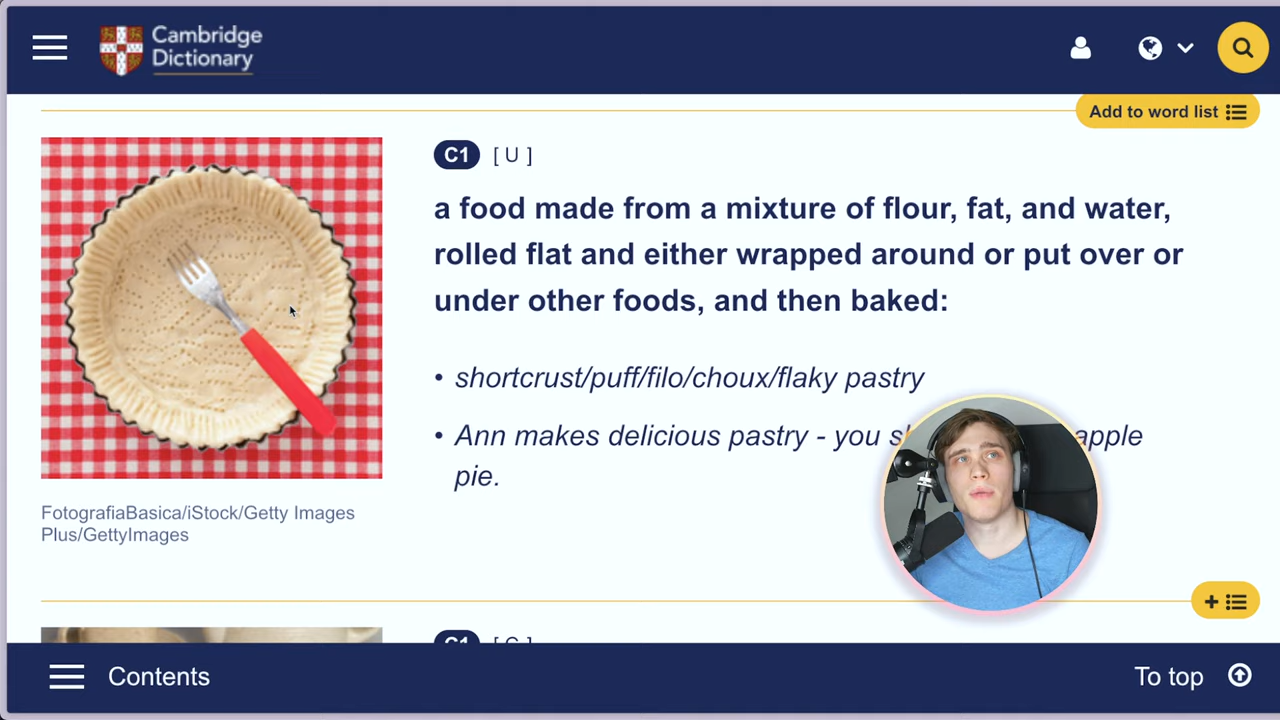 Cambridge
Dictionary
Add to word list
C1 [ U ]
a food made from a mixture of flour, fat, and water,
rolled flat and either wrapped around or put over or
under other foods, and then baked:
• shortcrust/puff/filo/choux/flaky pastry
• Ann makes delicious pastry - you apple
pie.
FotografiaBasica/iStock/Getty Images
Plus/GettyImages
+
C1
Contents
To top